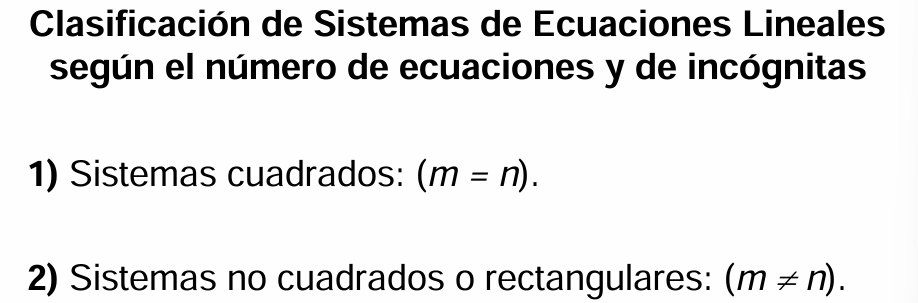 Clasificación de Sistemas de Ecuaciones Lineales
según el número de ecuaciones y de incógnitas
1) Sistemas cuadrados: (m = n).
2) Sistemas no cuadrados o rectangulares: (m ≠ n).